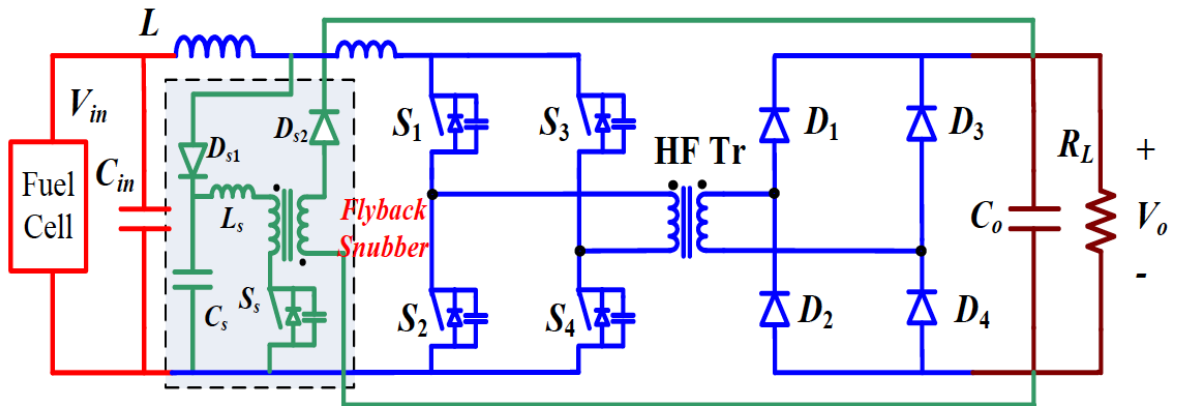 L
V_in
D_s1
D_s2
S_1
S_3
HF Tr
D_1
D_3
R_L
+
Fuel
Cell
C_in
L_s
Flyback
Snubber
C_o
V_o
-
C_s
S_s
S_2
S_4
D_2
D_4